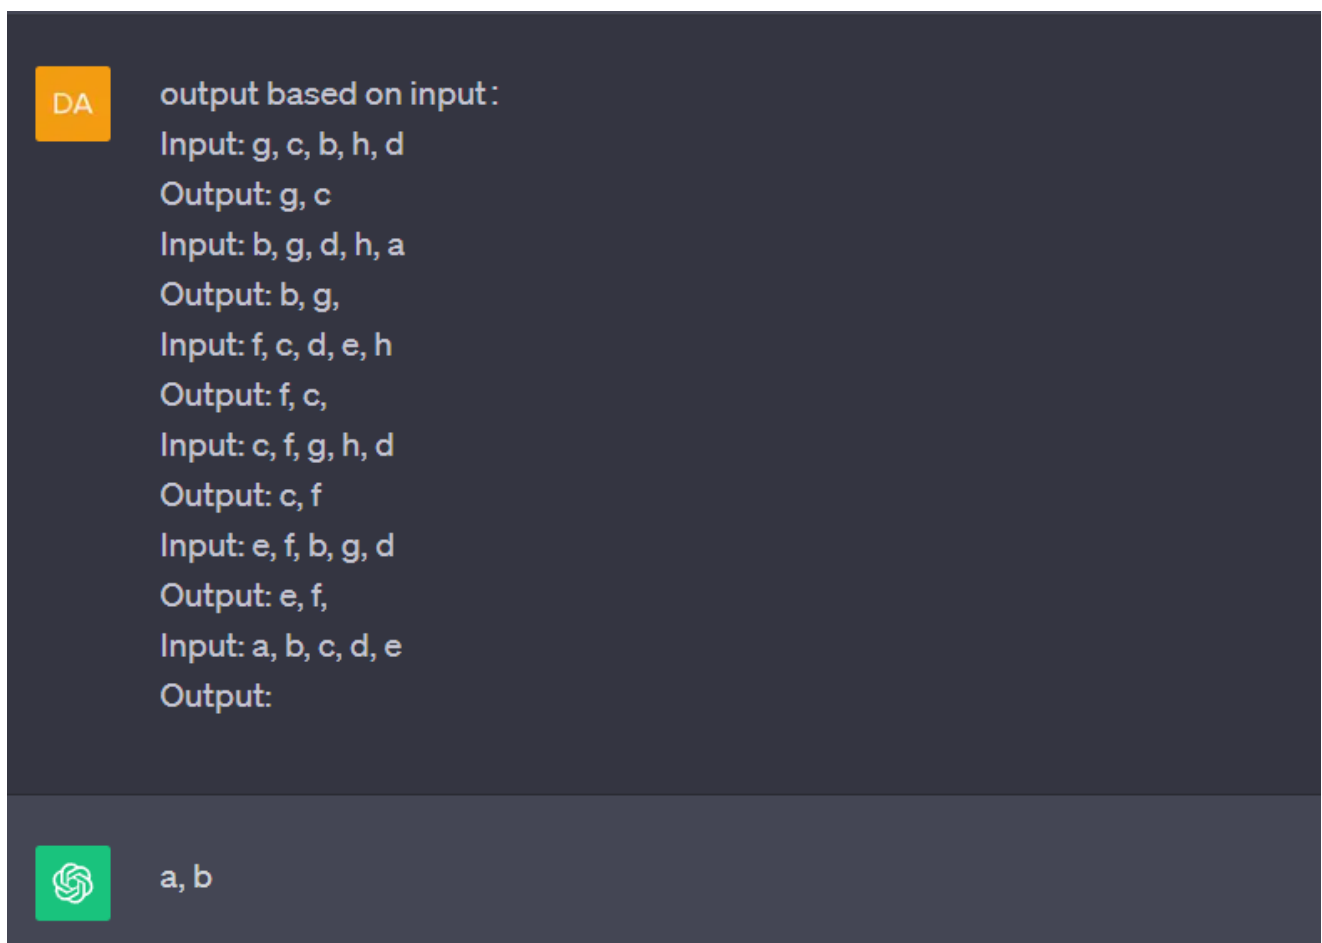 DA
output based on input:
Input: g, c, b, h, d
Output: g, c
Input: b, g, d, h, a
Output: b, g,
Input: f, c, d, e, h
Output: f, c,
Input: c, f, g, h, d
Output: c, f
Input: e, f, b, g, d
Output: e, f,
Input: a, b, c, d, e
Output:
a, b